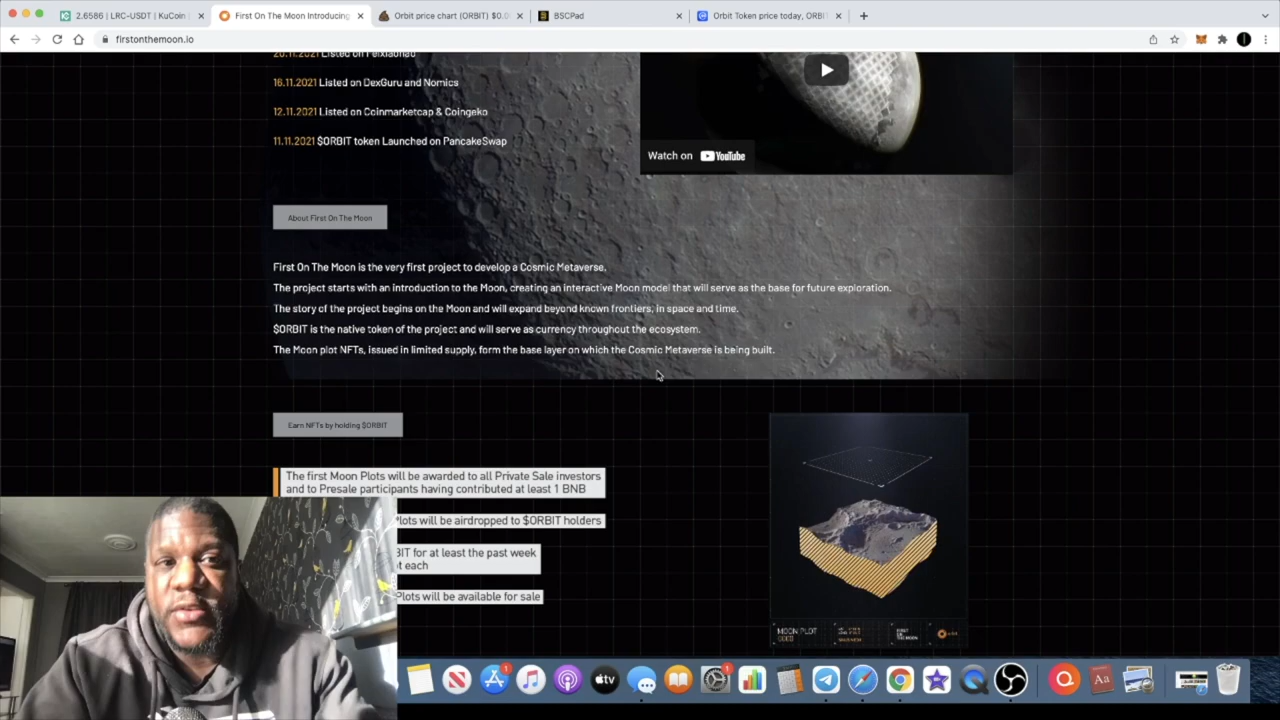 2.6586 | LRC-USDT | KuCoin
First On The Moon Introducing
Orbit price chart (ORBIT) $0.0
BSCPad
Orbit Token price today, ORBI
firstonthemoon.io
16.11.2021 Listed on DexGuru and Nomics
12.11.2021 Listed on Coinmarketcap & Coingeko
11.11.2021 $ORBIT token Launched on PancakeSwap
Watch on YouTube
About First On The Moon
First On The Moon is the very first project to develop a Cosmic Metaverse.
The project starts with an introduction to the Moon, creating an interactive Moon model that will serve as the base for future exploration.
The story of the project begins on the Moon and will expand beyond known frontiers, in space and time.
$ORBIT is the native token of the project and will serve as currency throughout the ecosystem.
The Moon plot NFTs, issued in limited supply, form the base layer on which the Cosmic Metaverse is being built.
Earn NFTs by holding $ORBIT
The first Moon Plots will be awarded to all Private Sale investors
and to Presale participants having contributed at least 1 BNB
Plots will be airdropped to $ORBIT holders
BIT for at least the past week
t each
Plots will be available for sale
MOON PLOT
tv